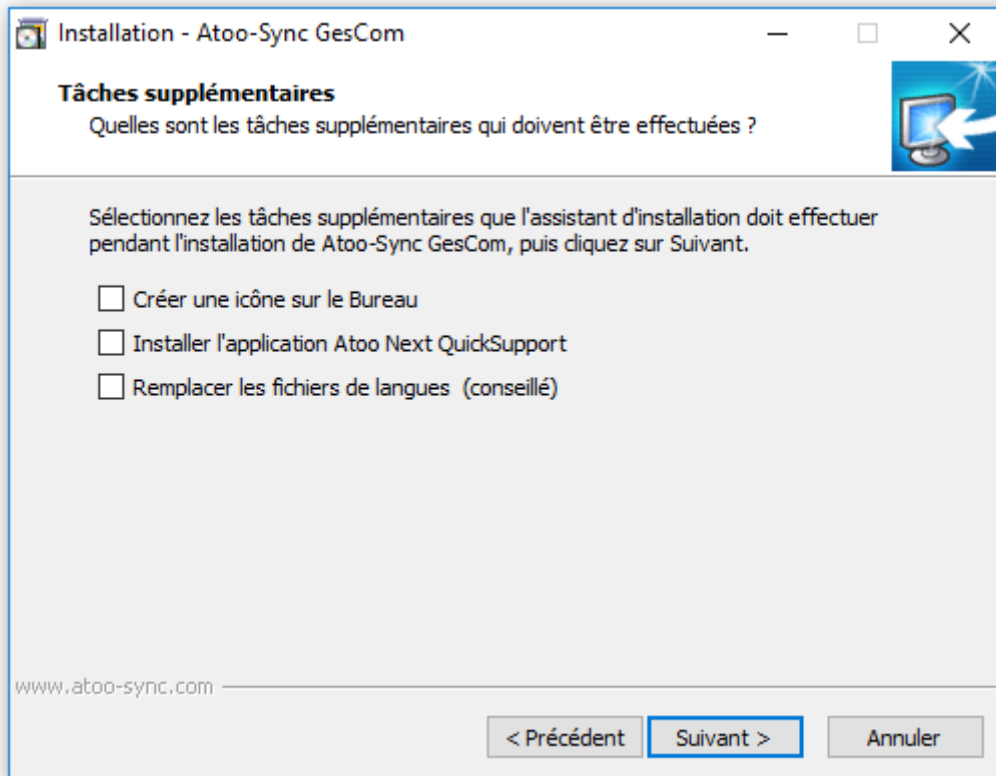 Installation - Atoo-Sync GesCom
Tâches supplémentaires
Quelles sont les tâches supplémentaires qui doivent être effectuées ?
Sélectionnez les tâches supplémentaires que l'assistant d'installation doit effectuer
pendant l'installation de Atoo-Sync GesCom, puis cliquez sur Suivant.
Créer une icône sur le Bureau
Installer l'application Atoo Next QuickSupport
Remplacer les fichiers de langues  (conseillé)
www.atoo-sync.com
< Précédent Suivant > Annuler